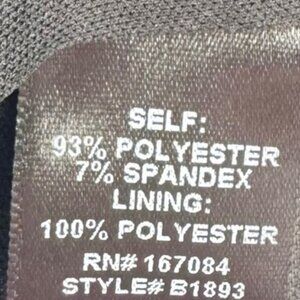 SELF:
93% POLYESTER
7% SPANDEX
LINING:
100% POLYESTER
RN# 167084
STYLE# B1893